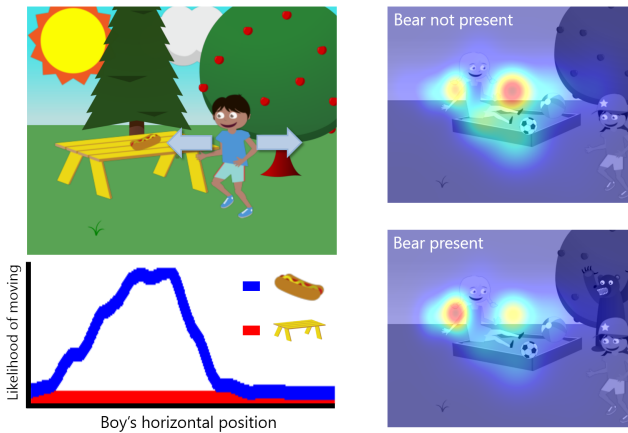 Bear not present
Bear present
Likelihood of moving
Boy's horizontal position